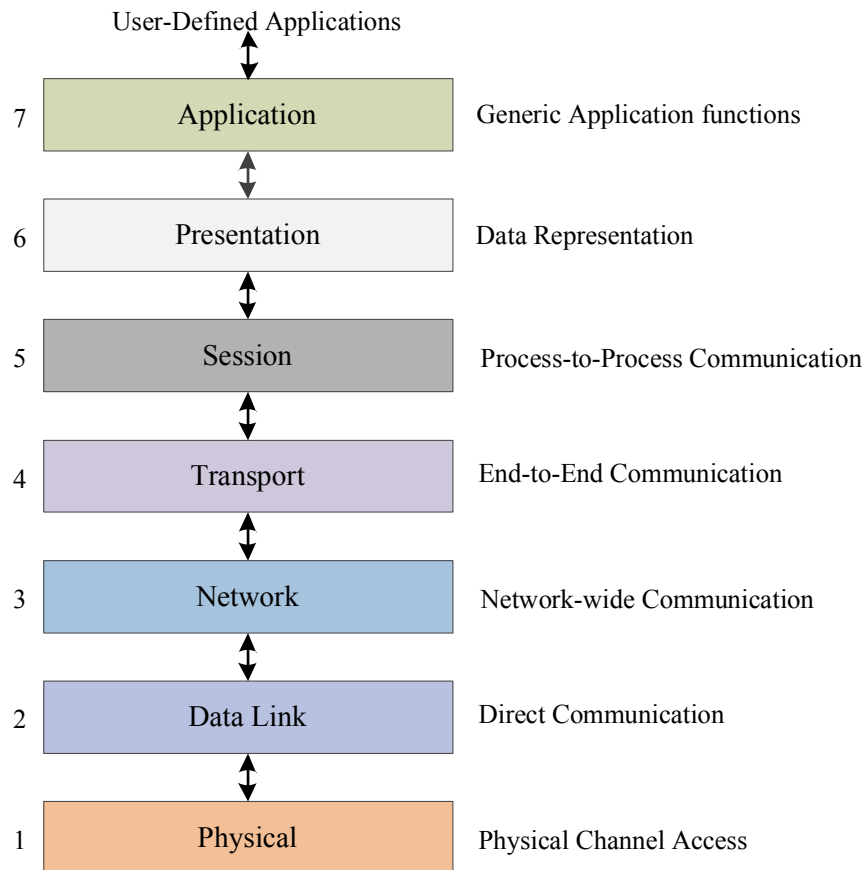 User-Defined Applications
7 Application Generic Application functions
6 Presentation Data Representation
5 Session Process-to-Process Communication
4 Transport End-to-End Communication
3 Network Network-wide Communication
2 Data Link Direct Communication
1 Physical Physical Channel Access